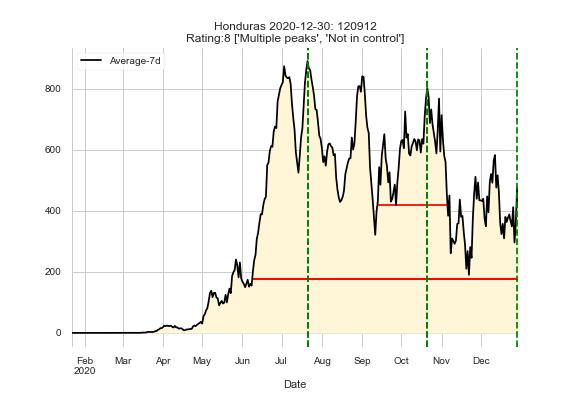 Honduras 2020-12-30: 120912
Rating:8 ['Multiple peaks', 'Not in control']
Average-7d
800
600
400
200
0
Feb Mar Apr May Jun Jul Aug Sep Oct Nov Dec
2020
Date